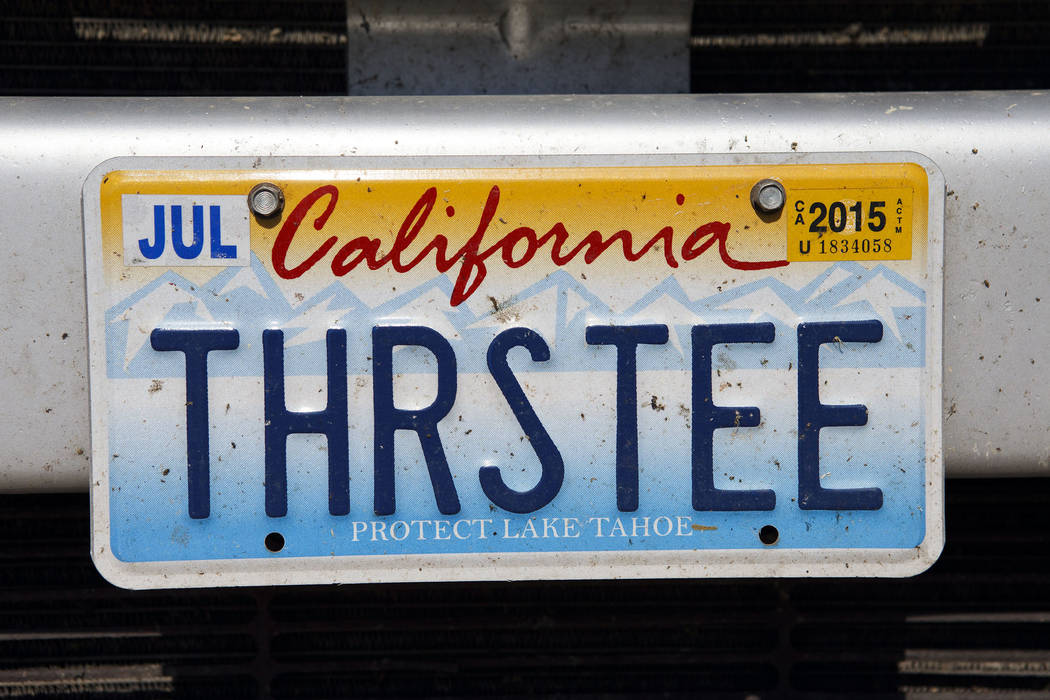 JUL California CA 2015 ACTM
U 1834058
THRSTEE
PROTECT LAKE TAHOE